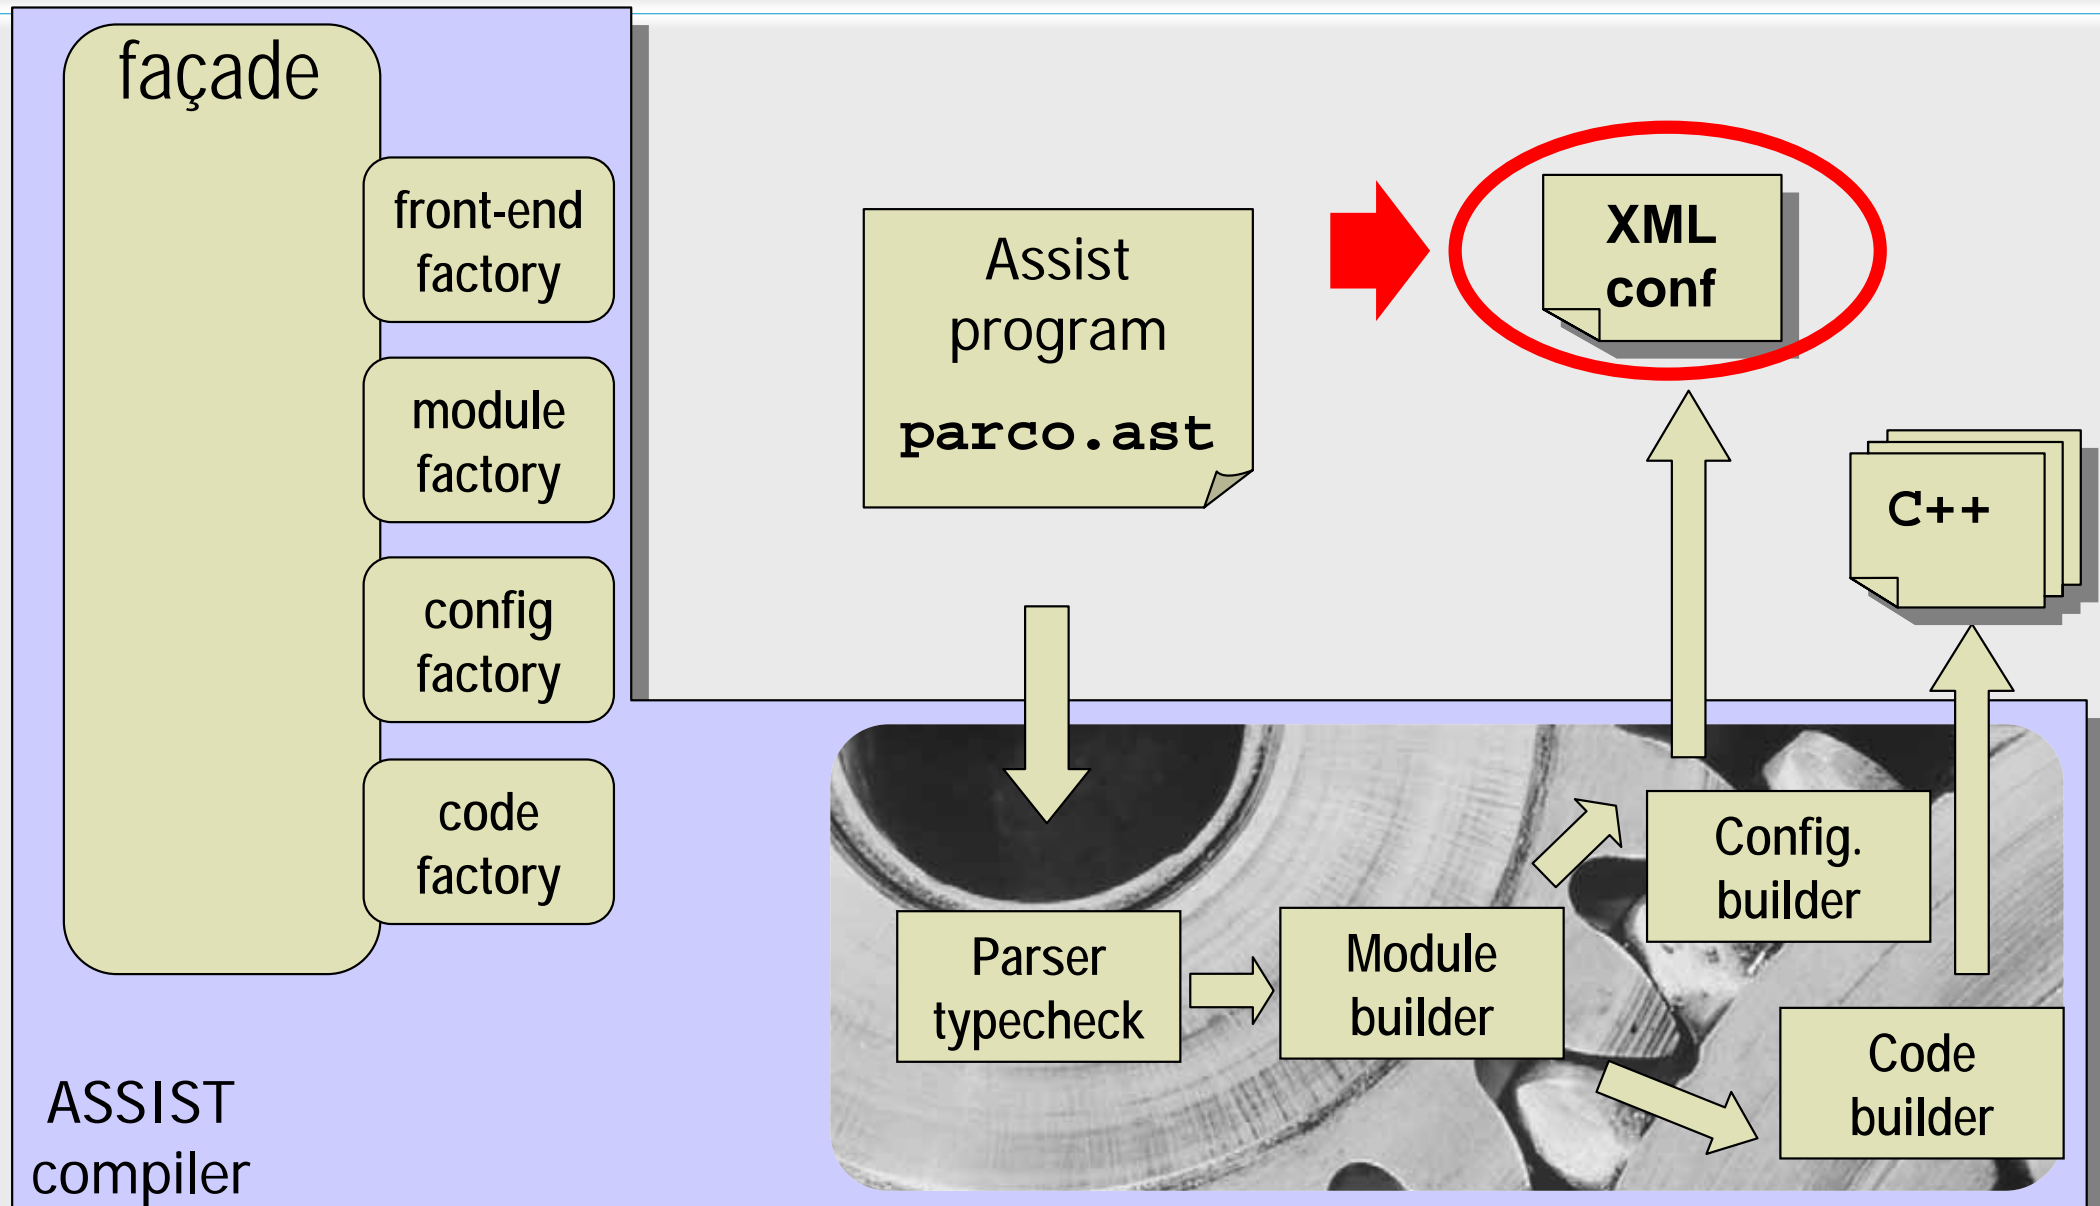 façade
front-end
factory
module
factory
config
factory
code
factory
ASSIST
compiler
Assist
program
parco.ast
XML
conf
C++
Parser
typecheck
Module
builder
Config.
builder
Code
builder